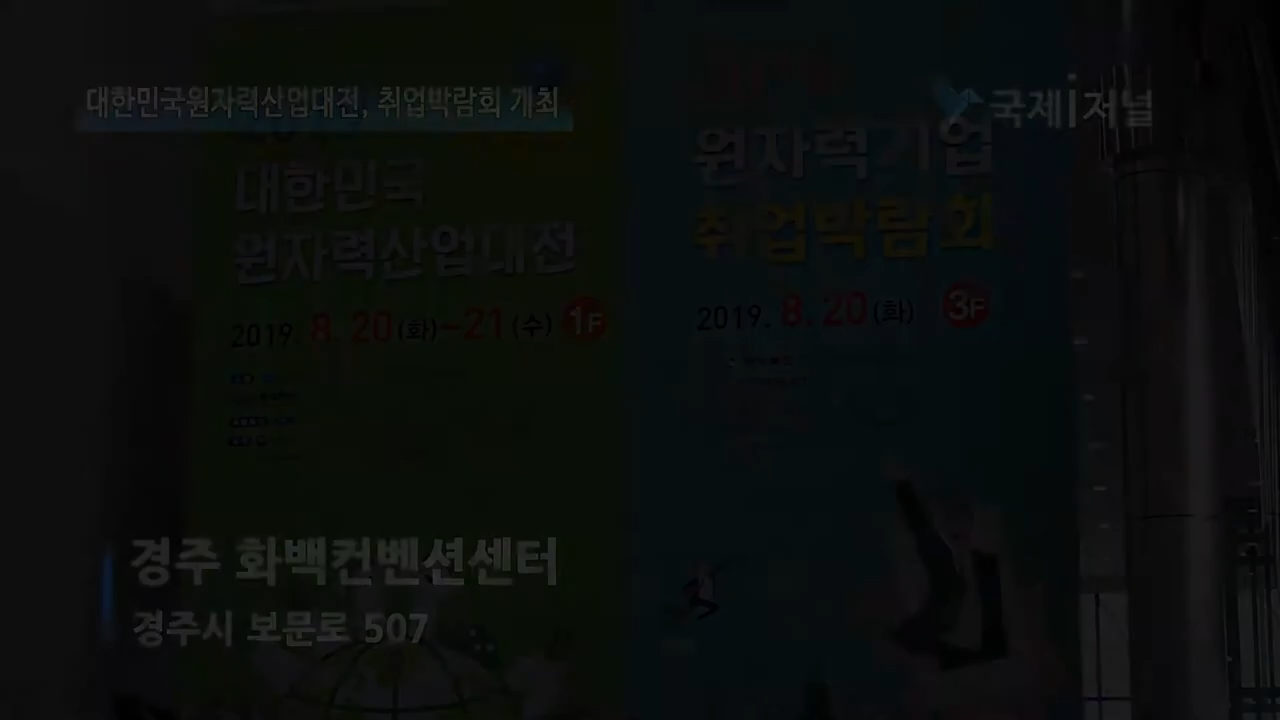 대한민국원자력산업대전, 취업박람회 개최
국제i저널
대한민국
원자력산업대전
2019. 8. 20(화)~21(수) 1F
원자력기업
취업박람회
2019. 8. 20(화) 3F
경주 화백컨벤션센터
경주시 보문로 507